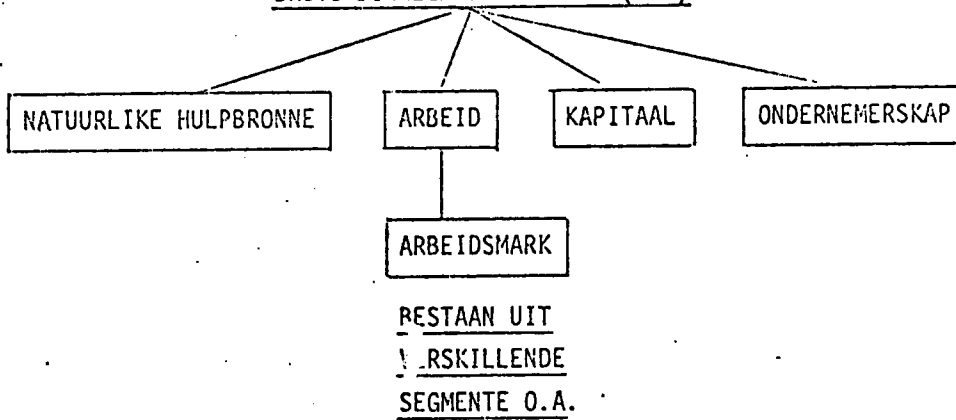 NATUURLIKE HULPBRONNE
ARBEID
KAPITAAL
ONDERNEMERSKAP
ARBEIDSMARK
BESTAAN UIT
SEGMENTE O.A.